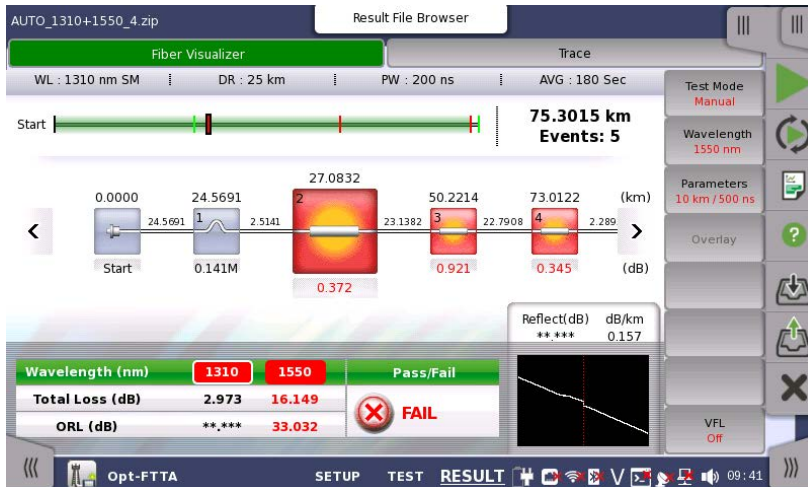 AUTO_1310+1550_4.zip
Result File Browser
Fiber Visualizer
Trace
WL : 1310 nm SM
DR : 25 km
PW : 200 ns
AVG : 180 Sec
Start
75.3015 km
Events: 5
27.0832
0.0000
24.5691
50.2214
73.0122
(km)
1
2
3
4
24.5691
2.5141
23.1382
22.7908
2.289
Start
0.141M
0.372
0.921
0.345
(dB)
Reflect(dB)
dB/km
**.***
0.157
Wavelength (nm)
1310
1550
Pass/Fail
Total Loss (dB)
2.973
16.149
FAIL
ORL (dB)
**.***
33.032
Test Mode
Manual
Wavelength
1550 nm
Parameters
10 km / 500 ns
Overlay
VFL
Off
Opt-FTTA
SETUP
TEST
RESULT
09:41